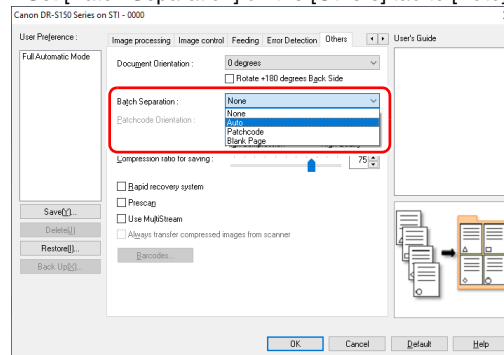 Canon DR-S150 Series on STI - 0000
User Preference :
Full Automatic Mode
Save(Y)...
Delete(J)
Restore(I)...
Back Up(X)...
Image processing Image control Feeding Error Detection Others
Document Orientation : 0 degrees
Rotate +180 degrees Back Side
Batch Separation : None
None
Patchcode Orientation : Auto
Patchcode
Blank Page
Compression ratio for saving : 75
Rapid recovery system
Prescan
Use MultiStream
Always transfer compressed images from scanner
Barcodes...
User's Guide
OK Cancel Default Help